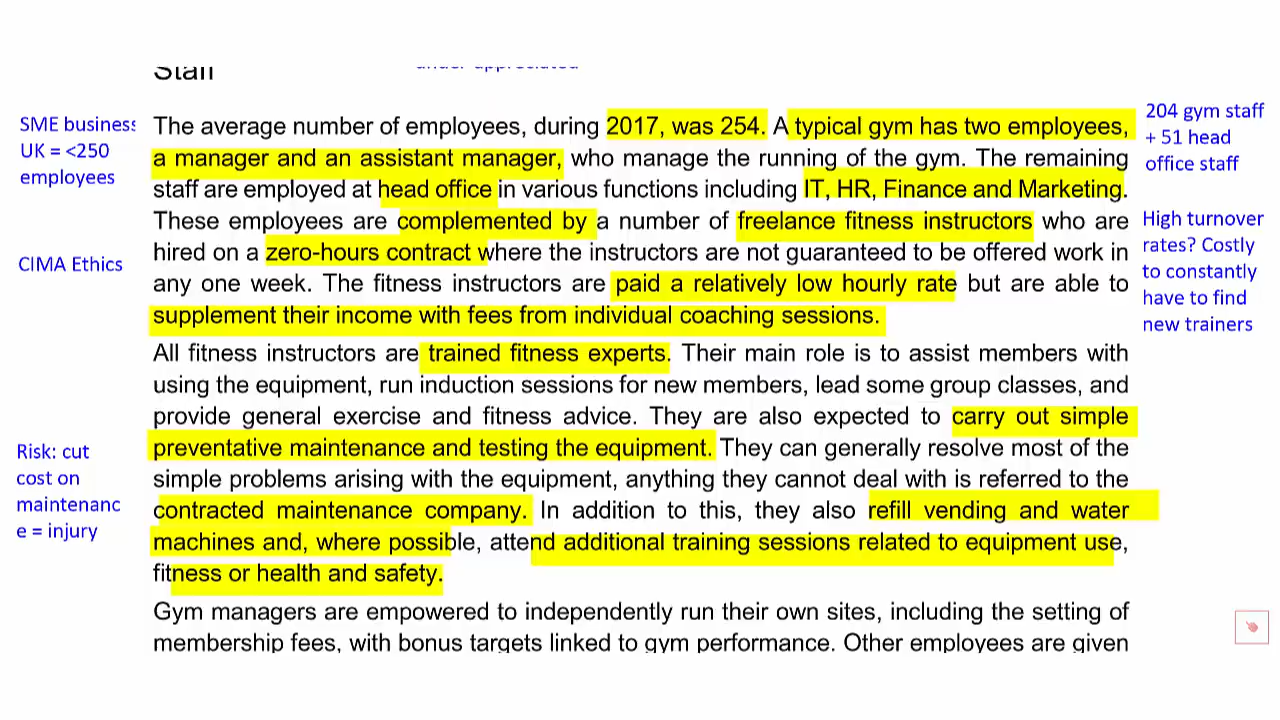 Staff
under-appreciated
SME business
UK = <250
employees
CIMA Ethics
Risk: cut
cost on
maintenanc
e = injury
The average number of employees, during 2017, was 254. A typical gym has two employees,
a manager and an assistant manager, who manage the running of the gym. The remaining
staff are employed at head office in various functions including IT, HR, Finance and Marketing.
These employees are complemented by a number of freelance fitness instructors who are
hired on a zero-hours contract where the instructors are not guaranteed to be offered work in
any one week. The fitness instructors are paid a relatively low hourly rate but are able to
supplement their income with fees from individual coaching sessions.
All fitness instructors are trained fitness experts. Their main role is to assist members with
using the equipment, run induction sessions for new members, lead some group classes, and
provide general exercise and fitness advice. They are also expected to carry out simple
preventative maintenance and testing the equipment. They can generally resolve most of the
simple problems arising with the equipment, anything they cannot deal with is referred to the
contracted maintenance company. In addition to this, they also refill vending and water
machines and, where possible, attend additional training sessions related to equipment use,
fitness or health and safety.
Gym managers are empowered to independently run their own sites, including the setting of
membership fees, with bonus targets linked to gym performance. Other employees are given
204 gym staff
+ 51 head
office staff
High turnover
rates? Costly
to constantly
have to find
new trainers